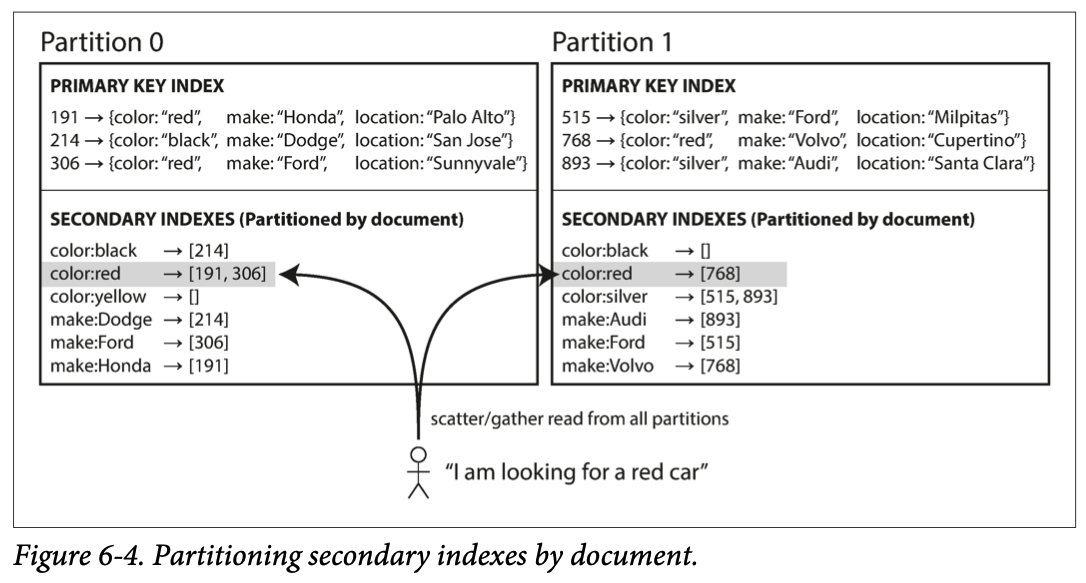 Partition 0
PRIMARY KEY INDEX
191 → {color: “red”, make: “Honda”, location: “Palo Alto”}
214 → {color: “black”, make: “Dodge”, location: “San Jose”}
306 → {color: “red”, make: “Ford”, location: “Sunnyvale”}
SECONDARY INDEXES (Partitioned by document)
color:black → [214]
color:red → [191, 306]
color:yellow → []
make:Dodge → [214]
make:Ford → [306]
make:Honda → [191]
Partition 1
PRIMARY KEY INDEX
515 → {color: “silver”, make: “Ford”, location: “Milpitas”}
768 → {color: “red”, make: “Volvo”, location: “Cupertino”}
893 → {color: “silver”, make: “Audi”, location: “Santa Clara”}
SECONDARY INDEXES (Partitioned by document)
color:black → []
color:red → [768]
color:silver → [515, 893]
make:Audi → [893]
make:Ford → [515]
make:Volvo → [768]
scatter/gather read from all partitions
“I am looking for a red car”
Figure 6-4. Partitioning secondary indexes by document.